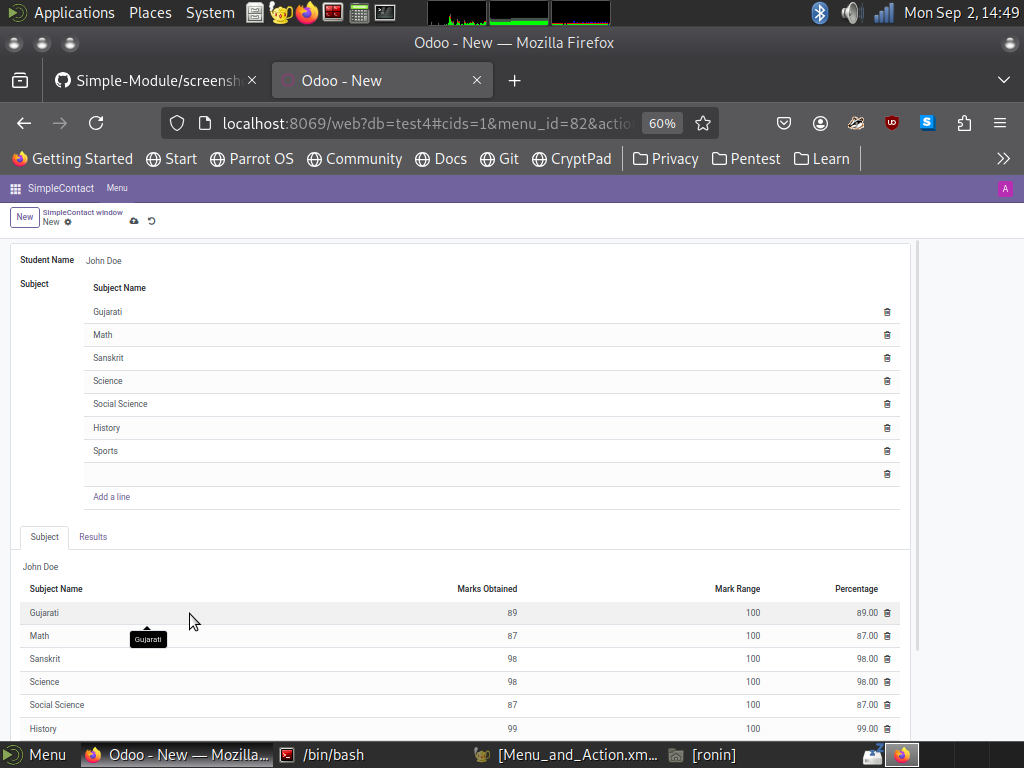 Applications Places System Mon Sep 2, 14:49
Odoo - New — Mozilla Firefox
Simple-Module/screensh Odoo - New
localhost:8069/web?db=test4#cids=1&menu_id=82&actio 60%
Getting Started Start Parrot OS Community Docs Git CryptPad Privacy Pentest Learn
SimpleContact Menu A
New SimpleContact window
New
Student Name John Doe
Subject Subject Name
Gujarati
Math
Sanskrit
Science
Social Science
History
Sports
Add a line
Subject Results
John Doe
Subject Name Marks Obtained Mark Range Percentage
Gujarati 89 100 89.00
Gujarati
Math 87 100 87.00
Sanskrit 98 100 98.00
Science 98 100 98.00
Social Science 87 100 87.00
History 99 100 99.00
Menu Odoo - New — Mozilla... /bin/bash [Menu_and_Action.xm... [ronin]